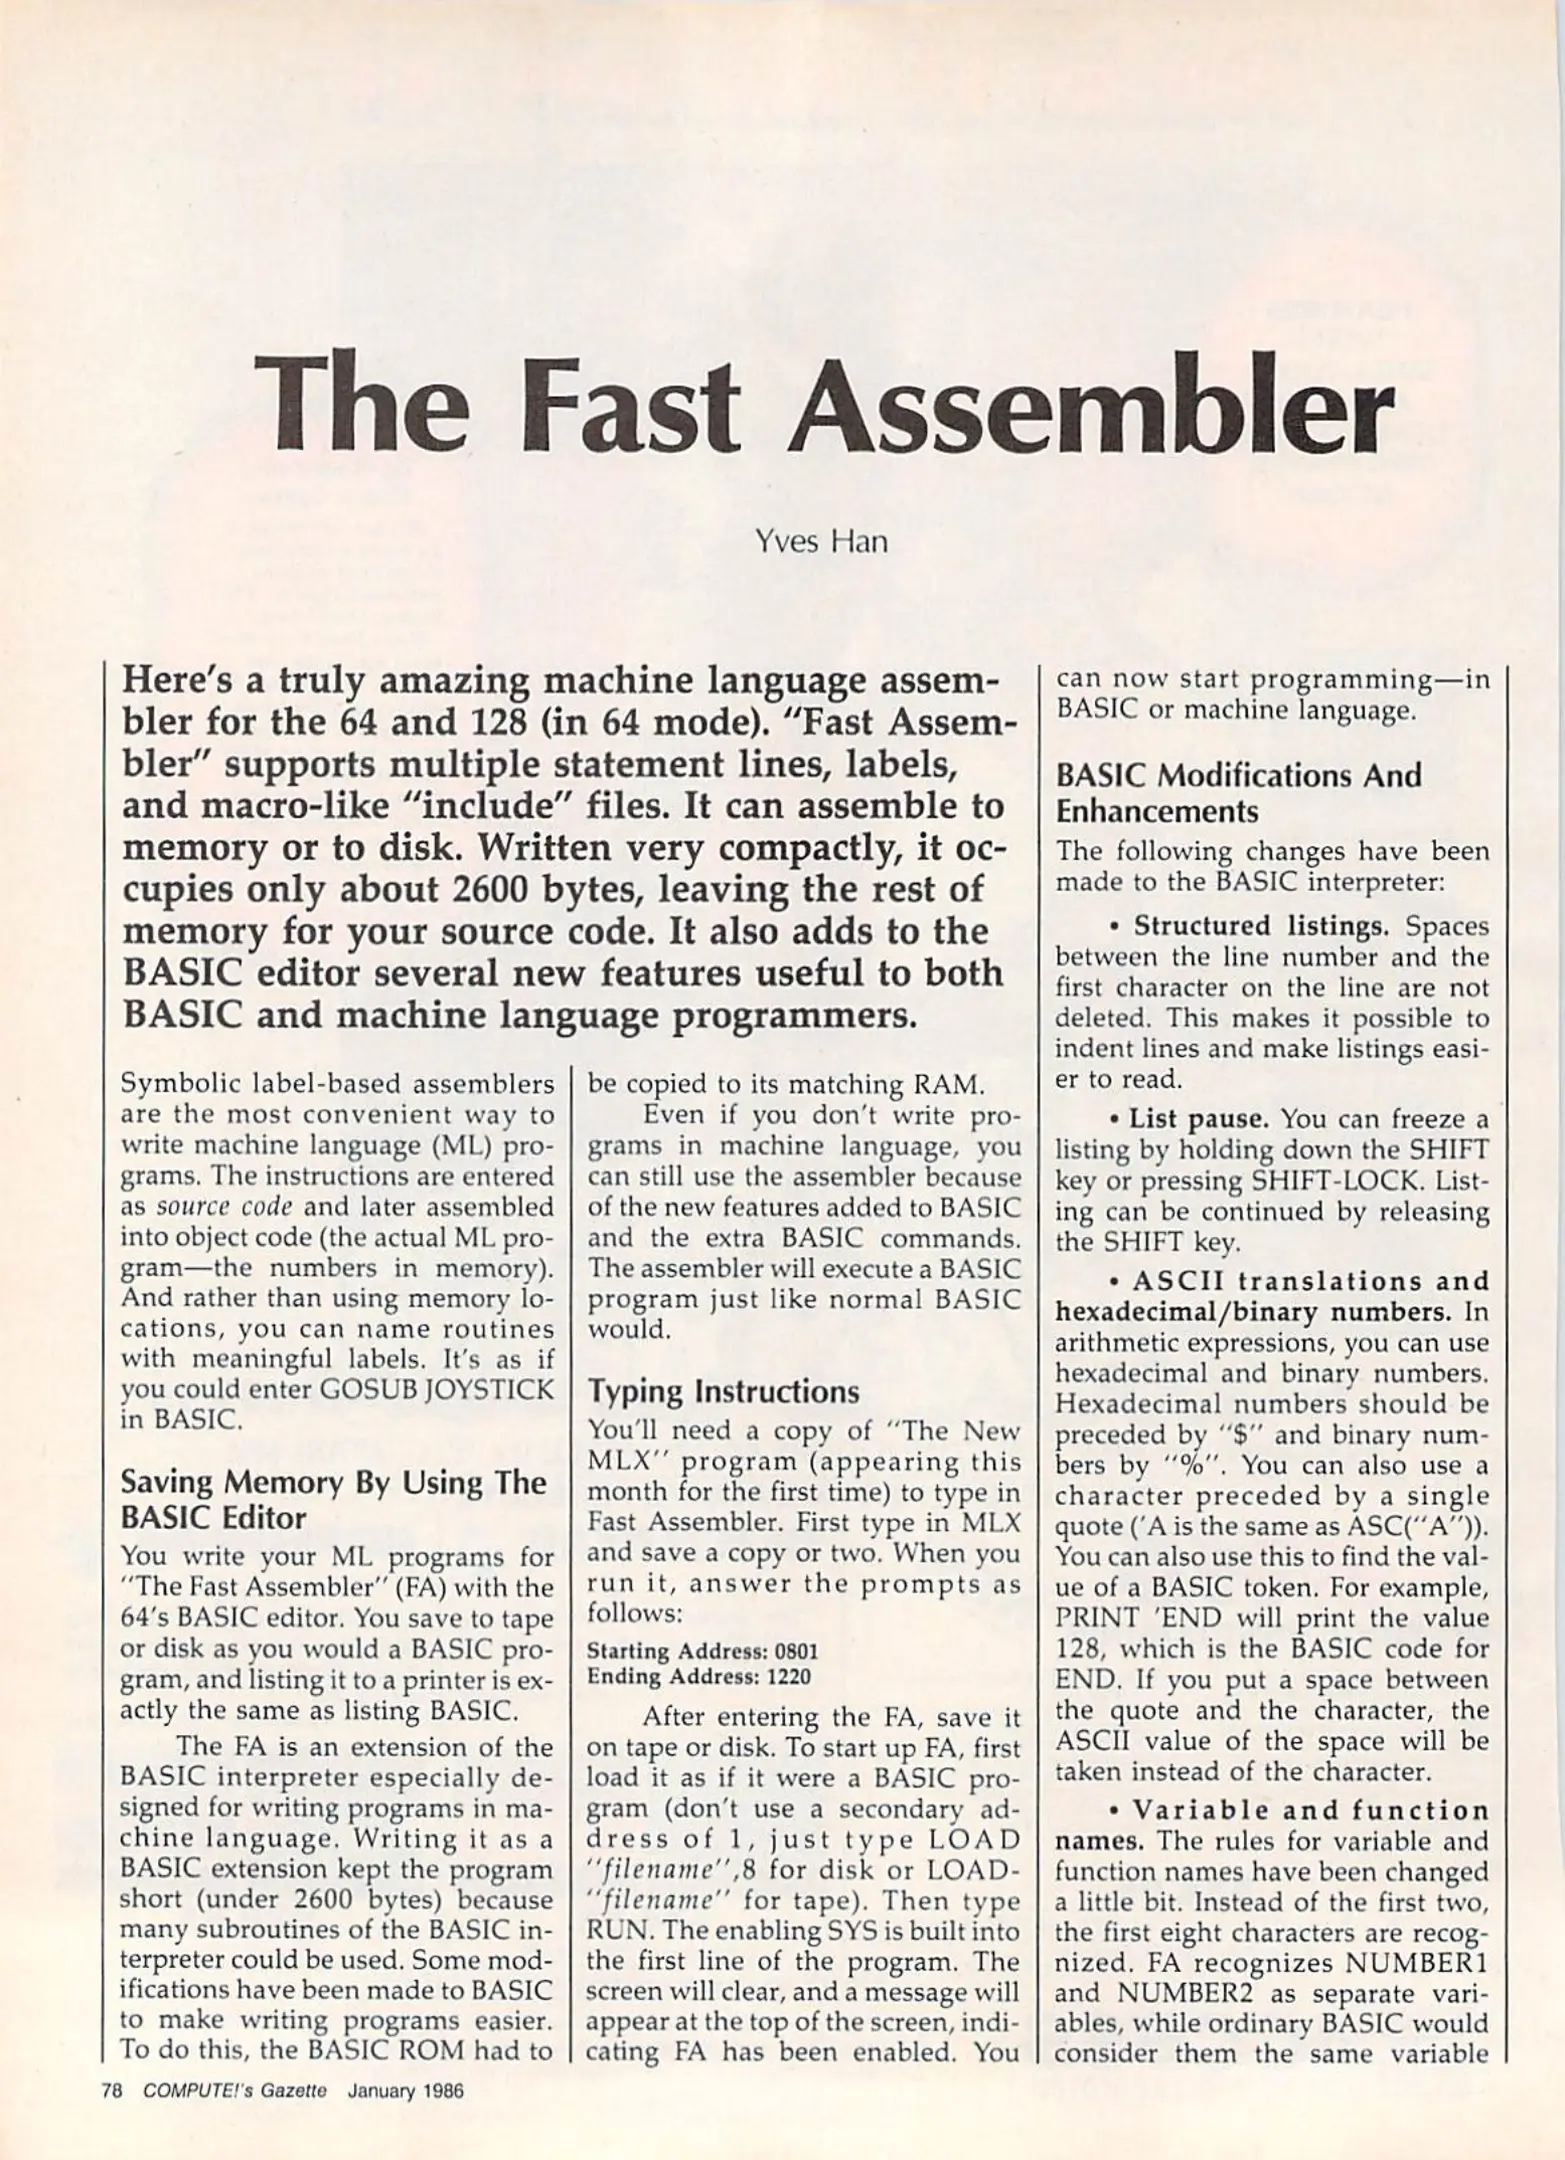 The Fast Assembler
Yves Han
Here's a truly amazing machine language assem-
bler for the 64 and 128 (in 64 mode). "Fast Assem-
bler" supports multiple statement lines, labels,
and macro-like "include" files. It can assemble to
memory or to disk. Written very compactly, it oc-
cupies only about 2600 bytes, leaving the rest of
memory for your source code. It also adds to the
BASIC editor several new features useful to both
BASIC and machine language programmers.
Symbolic label-based assemblers
are the most convenient way to
write machine language (ML) pro-
grams. The instructions are entered
as source code and later assembled
into object code (the actual ML pro-
gram—the numbers in memory).
And rather than using memory lo-
cations, you can name routines
with meaningful labels. It's as if
you could enter GOSUB JOYSTICK
in BASIC.
Saving Memory By Using The
BASIC Editor
You write your ML programs for
"The Fast Assembler" (FA) with the
64's BASIC editor. You save to tape
or disk as you would a BASIC pro-
gram, and listing it to a printer is ex-
actly the same as listing BASIC.
The FA is an extension of the
BASIC interpreter especially de-
signed for writing programs in ma-
chine language. Writing it as a
BASIC extension kept the program
short (under 2600 bytes) because
many subroutines of the BASIC in-
terpreter could be used. Some mod-
ifications have been made to BASIC
to make writing programs easier.
To do this, the BASIC ROM had to
be copied to its matching RAM.
Even if you don't write pro-
grams in machine language, you
can still use the assembler because
of the new features added to BASIC
and the extra BASIC commands.
The assembler will execute a BASIC
program just like normal BASIC
would.
Typing Instructions
You'll need a copy of "The New
MLX" program (appearing this
month for the first time) to type in
Fast Assembler. First type in MLX
and save a copy or two. When you
run it, answer the prompts as
follows:
Starting Address: 0801
Ending Address: 1220
After entering the FA, save it
on tape or disk. To start up FA, first
load it as if it were a BASIC pro-
gram (don't use a secondary ad-
dress of 1, just type LOAD
"filename",8 for disk or LOAD-
"filename" for tape). Then type
RUN. The enabling SYS is built into
the first line of the program. The
screen will clear, and a message will
appear at the top of the screen, indi-
cating FA has been enabled. You
can now start programming—in
BASIC or machine language.
BASIC Modifications And
Enhancements
The following changes have been
made to the BASIC interpreter:
• Structured listings. Spaces
between the line number and the
first character on the line are not
deleted. This makes it possible to
indent lines and make listings easi-
er to read.
• List pause. You can freeze a
listing by holding down the SHIFT
key or pressing SHIFT-LOCK. List-
ing can be continued by releasing
the SHIFT key.
• ASCII translations and
hexadecimal/binary numbers. In
arithmetic expressions, you can use
hexadecimal and binary numbers.
Hexadecimal numbers should be
preceded by "$" and binary num-
bers by "%". You can also use a
character preceded by a single
quote ('A is the same as ASC("A")).
You can also use this to find the val-
ue of a BASIC token. For example,
PRINT 'END will print the value
128, which is the BASIC code for
END. If you put a space between
the quote and the character, the
ASCII value of the space will be
taken instead of the character.
• Variable and function
names. The rules for variable and
function names have been changed
a little bit. Instead of the first two,
the first eight characters are recog-
nized. FA recognizes NUMBER1
and NUMBER2 as separate vari-
ables, while ordinary BASIC would
consider them the same variable
78 COMPUTE!'s Gazette January 1986